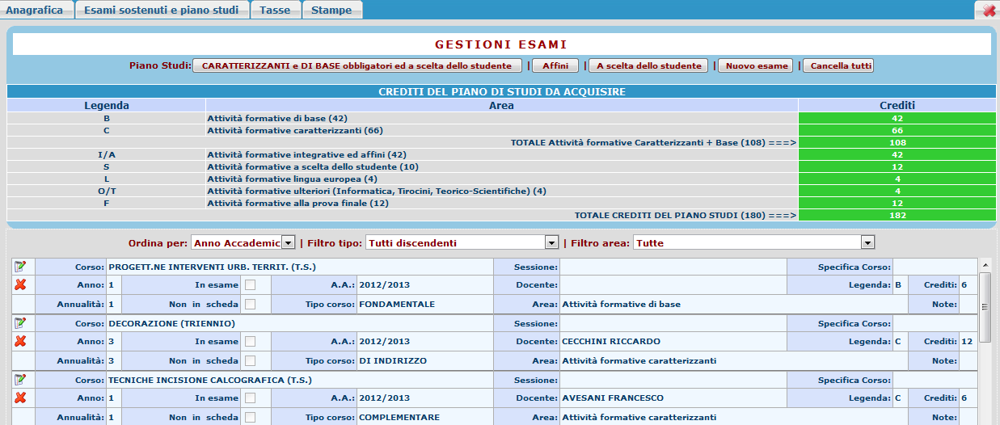 Anagrafica Esami sostenuti e piano studi Tasse Stampe
GESTIONI ESAMI
Piano Studi: CARATTERIZZANTI e DI BASE obbligatori ed a scelta dello studente | Affini | A scelta dello studente | Nuovo esame | Cancella tutti
CREDITI DEL PIANO DI STUDI DA ACQUISIRE
Legenda Area Crediti
B Attività formative di base (42) 42
C Attività formative caratterizzanti (66) 66
TOTALE Attività formative Caratterizzanti + Base (108) ===> 108
I/A Attività formative integrative ed affini (42) 42
S Attività formative a scelta dello studente (10) 12
L Attività formative lingua europea (4) 4
O/T Attività formative ulteriori (Informatica, Tirocini, Teorico-Scientifiche) (4) 4
F Attività formative alla prova finale (12) 12
TOTALE CREDITI DEL PIANO STUDI (180) ===> 182
Ordina per: Anno Accademic | Filtro tipo: Tutti discendenti | Filtro area: Tutte
Corso: PROGETT.NE INTERVENTI URB. TERRIT. (T.S.) Sessione: Specifica Corso:
Anno: 1 In esame A.A.: 2012/2013 Docente: Legenda: B Crediti: 6
Annualità: 1 Non in scheda Tipo corso: FONDAMENTALE Area: Attività formative di base Note:
Corso: DECORAZIONE (TRIENNIO) Sessione: Specifica Corso:
Anno: 3 In esame A.A.: 2012/2013 Docente: CECCHINI RICCARDO Legenda: C Crediti: 12
Annualità: 3 Non in scheda Tipo corso: DI INDIRIZZO Area: Attività formative caratterizzanti Note:
Corso: TECNICHE INCISIONE CALCOGRAFICA (T.S.) Sessione: Specifica Corso:
Anno: 1 In esame A.A.: 2012/2013 Docente: AVESANI FRANCESCO Legenda: C Crediti: 6
Annualità: 1 Non in scheda Tipo corso: COMPLEMENTARE Area: Attività formative caratterizzanti Note: